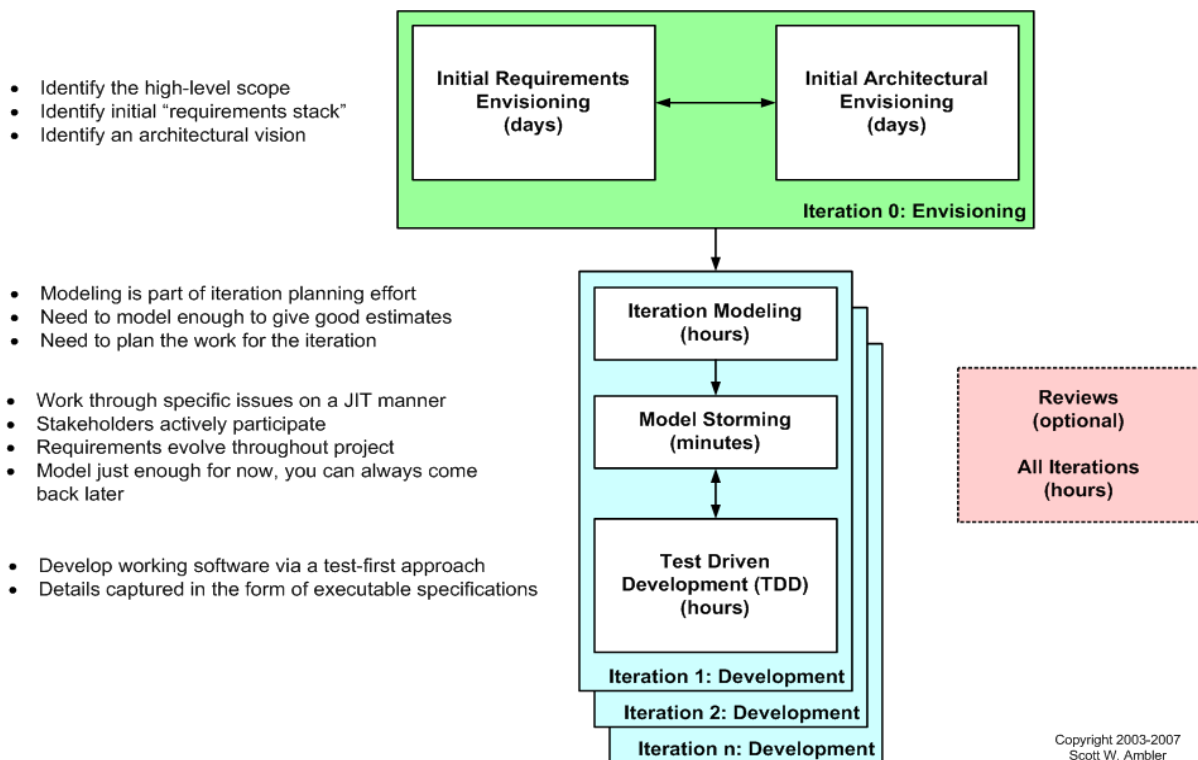 Initial Requirements
Envisioning
(days)
Initial Architectural
Envisioning
(days)
• Identify the high-level scope
• Identify initial “requirements stack”
• Identify an architectural vision
Iteration 0: Envisioning
• Modeling is part of iteration planning effort
• Need to model enough to give good estimates
• Need to plan the work for the iteration
Iteration Modeling
(hours)
• Work through specific issues on a JIT manner
• Stakeholders actively participate
• Requirements evolve throughout project
• Model just enough for now, you can always come
back later
Model Storming
(minutes)
Reviews
(optional)
All Iterations
(hours)
• Develop working software via a test-first approach
• Details captured in the form of executable specifications
Test Driven
Development (TDD)
(hours)
Iteration 1: Development
Iteration 2: Development
Iteration n: Development
Copyright 2003-2007
Scott W. Ambler